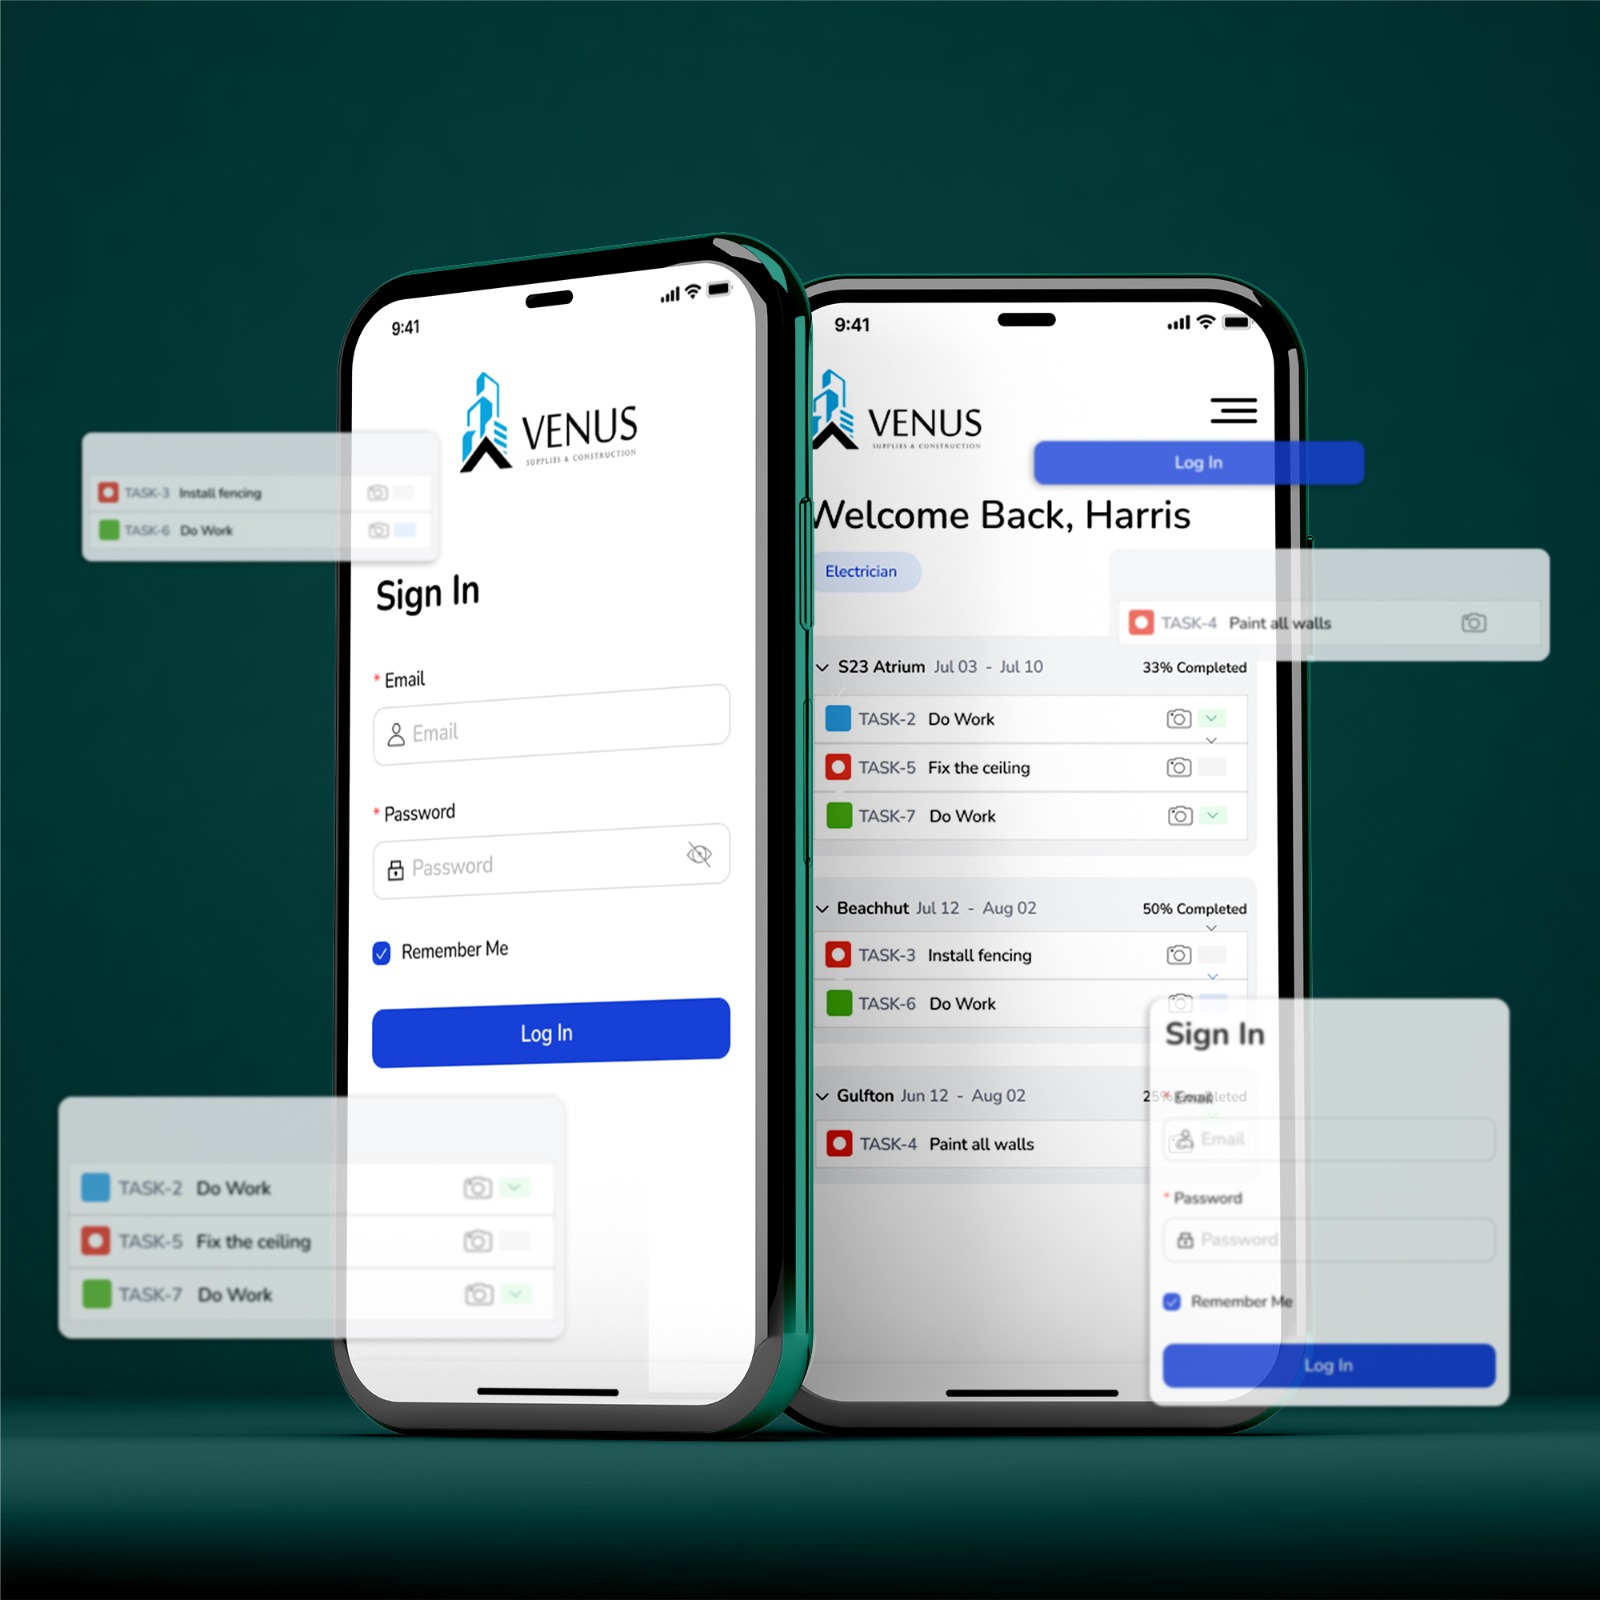 9:41
VENUS
SUPPLIES & CONSTRUCTION
Sign In
* Email
Email
* Password
Password
Remember Me
Log In
9:41
VENUS
SUPPLIES & CONSTRUCTION
Log In
Welcome Back, Harris
Electrician
TASK-4 Paint all walls
S23 Atrium Jul 03 - Jul 10 33% Completed
TASK-2 Do Work
TASK-5 Fix the ceiling
TASK-7 Do Work
Beachhut Jul 12 - Aug 02 50% Completed
TASK-3 Install fencing
TASK-6 Do Work
Gulfton Jun 12 - Aug 02 25% Completed
TASK-4 Paint all walls
TASK-3 Install fencing
TASK-6 Do Work
TASK-2 Do Work
TASK-5 Fix the ceiling
TASK-7 Do Work
Sign In
* Email
Email
* Password
Password
Remember Me
Log In